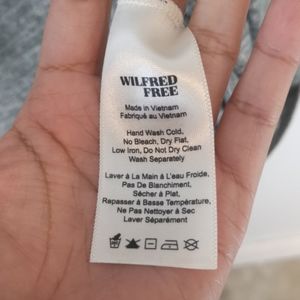 WILFRED
FREE
Made in Vietnam
Fabriqué au Vietnam
Hand Wash Cold,
No Bleach, Dry Flat,
Low Iron, Do Not Dry Clean
Wash Separately
Laver à La Main à L'eau Froide,
Pas De Blanchiment,
Sécher à Plat,
Repasser à Basse Température,
Ne Pas Nettoyer à Sec
Laver Séparément